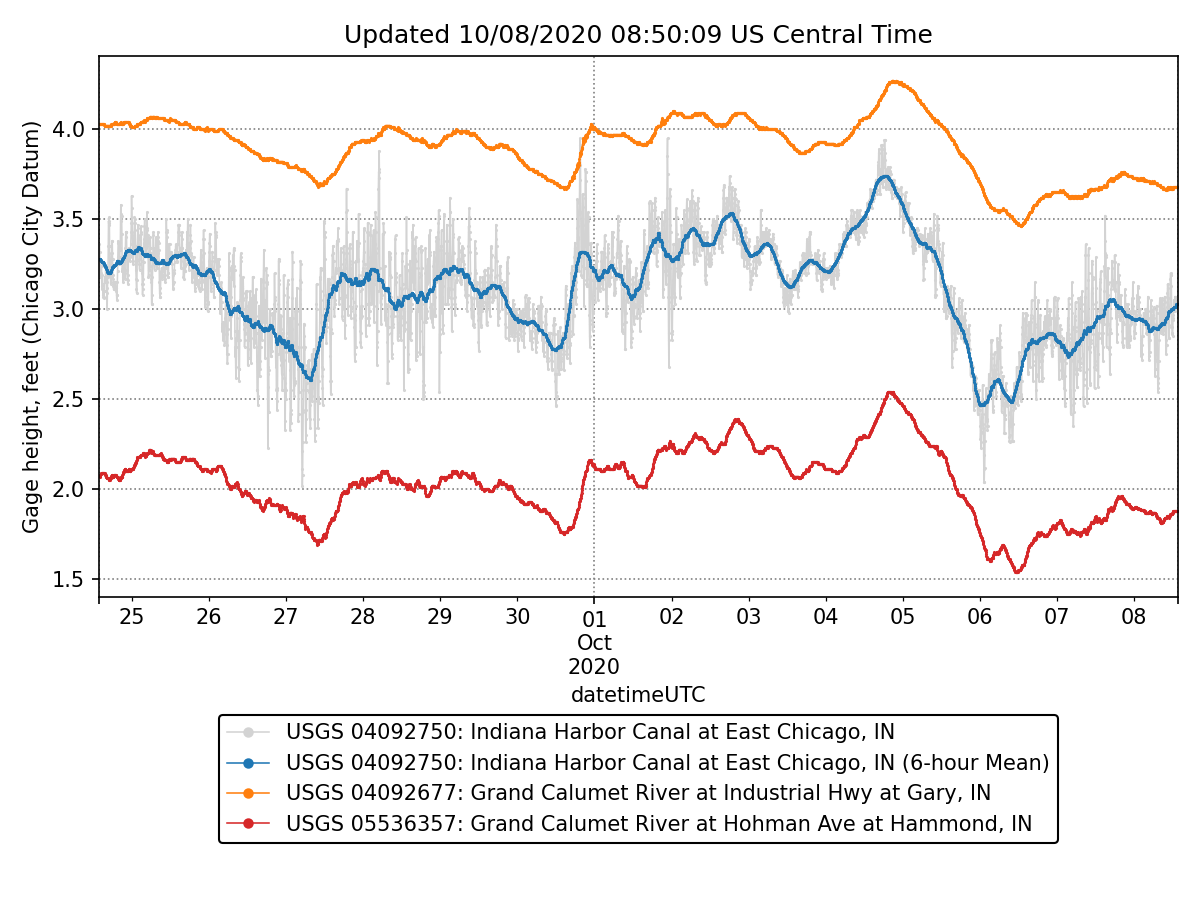 Updated 10/08/2020 08:50:09 US Central Time
Gage height, feet (Chicago City Datum)
4.0
3.5
3.0
2.5
2.0
1.5
25 26 27 28 29 30 01 02 03 04 05 06 07 08
Oct
2020
datetimeUTC
USGS 04092750: Indiana Harbor Canal at East Chicago, IN
USGS 04092750: Indiana Harbor Canal at East Chicago, IN (6-hour Mean)
USGS 04092677: Grand Calumet River at Industrial Hwy at Gary, IN
USGS 05536357: Grand Calumet River at Hohman Ave at Hammond, IN